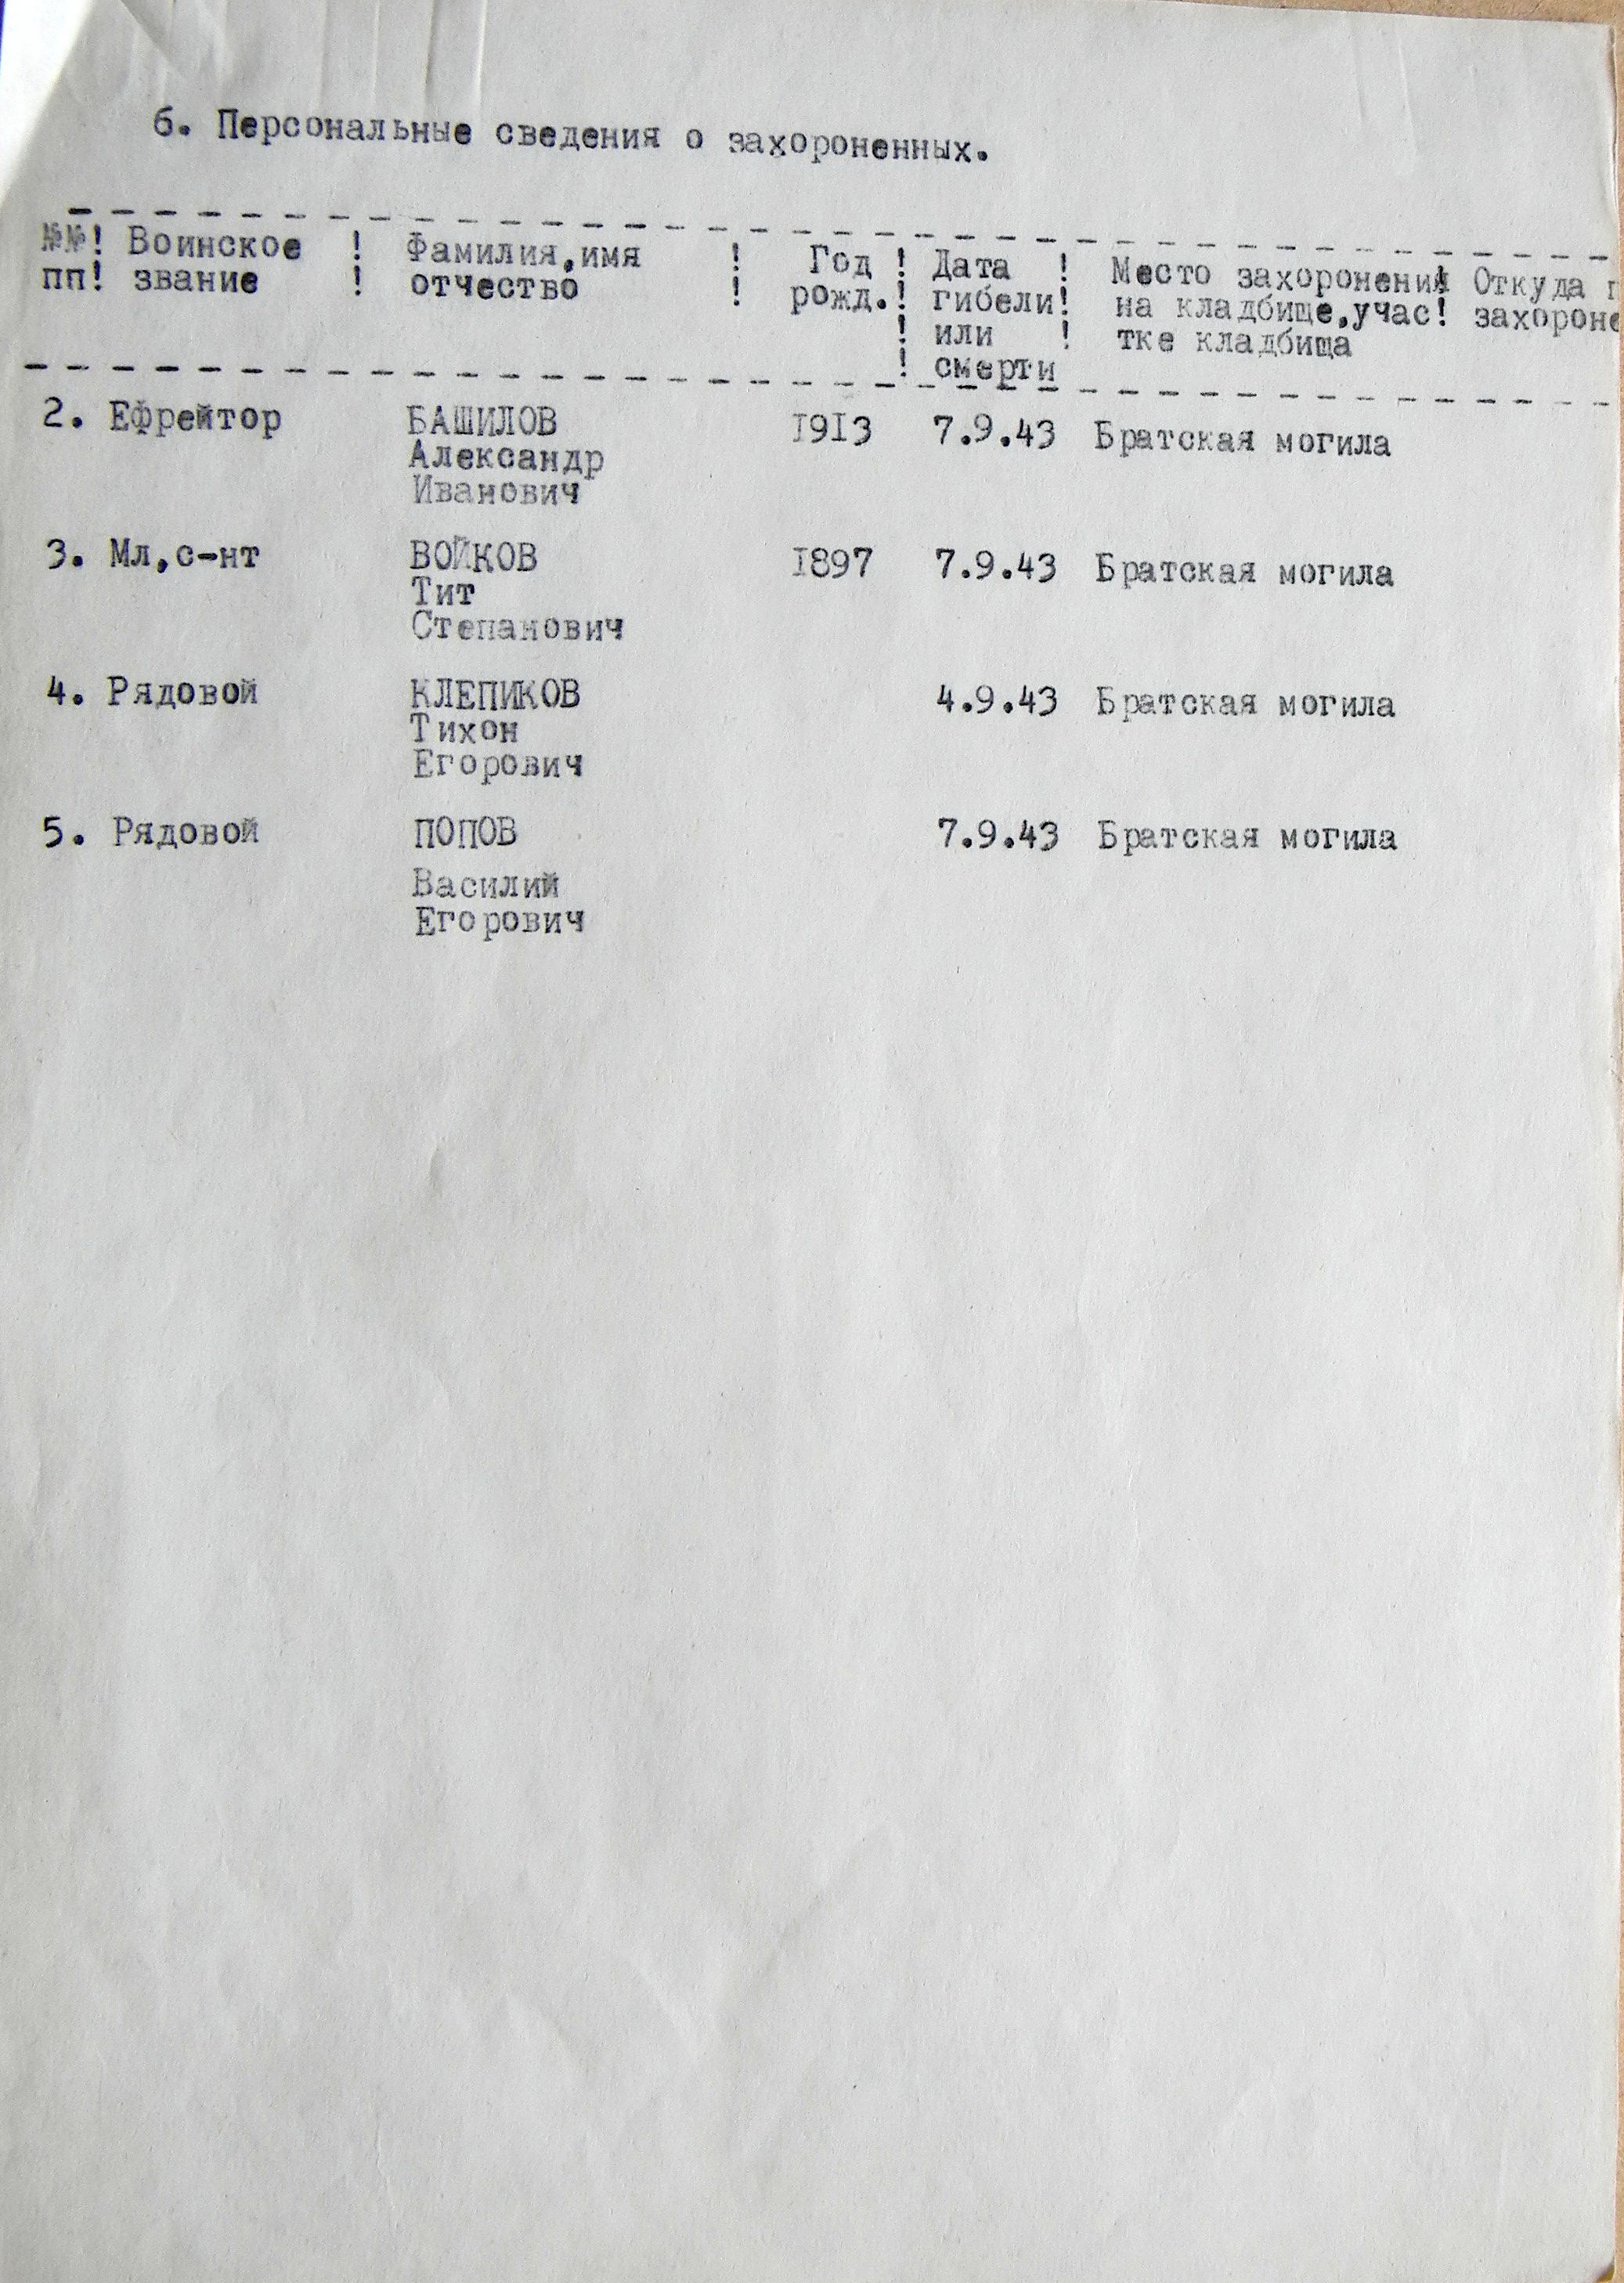 6. Персональные сведения о захороненных.
№№! Воинское ! Фамилия,имя ! Год ! Дата ! Место захоронения! Откуда
пп! звание ! отчество ! рожд.! гибели! на кладбище,учас! захороне
! или ! тке кладбища
! смерти
2. Ефрейтор БАШИЛОВ 1913 7.9.43 Братская могила
Александр
Иванович
3. Мл,с-нт ВОЙКОВ 1897 7.9.43 Братская могила
Тит
Степанович
4. Рядовой КЛЕПИКОВ 4.9.43 Братская могила
Тихон
Егорович
5. Рядовой ПОПОВ 7.9.43 Братская могила
Василий
Егорович